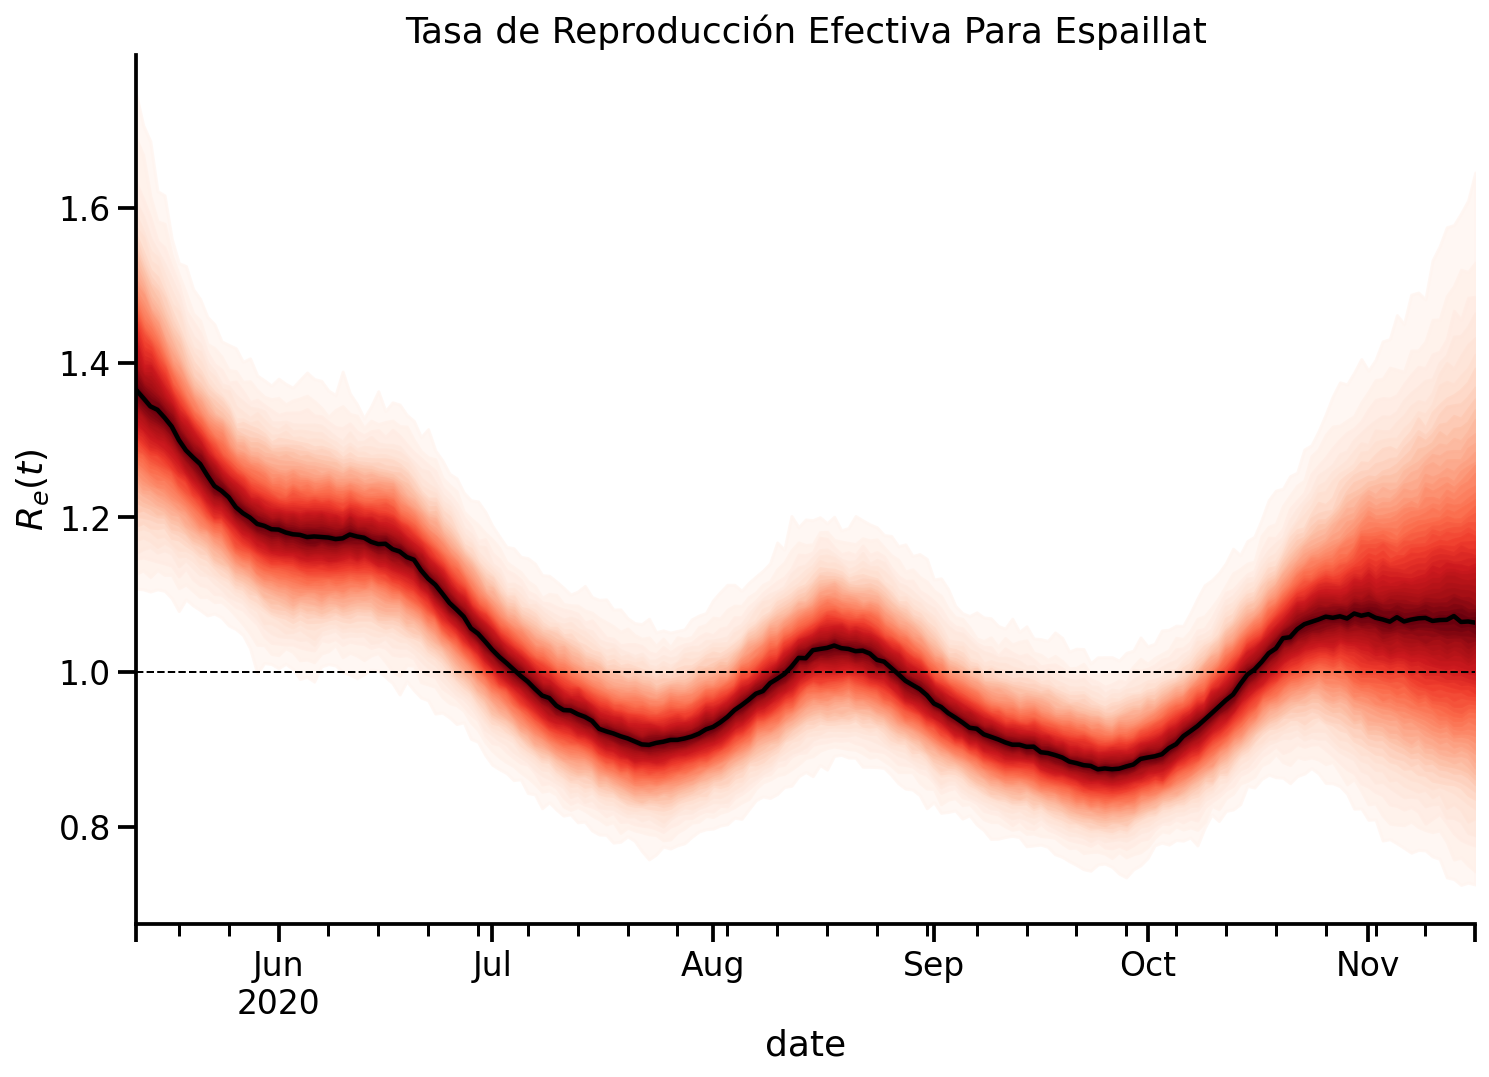 Tasa de Reproducción Efectiva Para Espaillat
R_e(t)
1.6
1.4
1.2
1.0
0.8
Jun Jul Aug Sep Oct Nov
2020
date